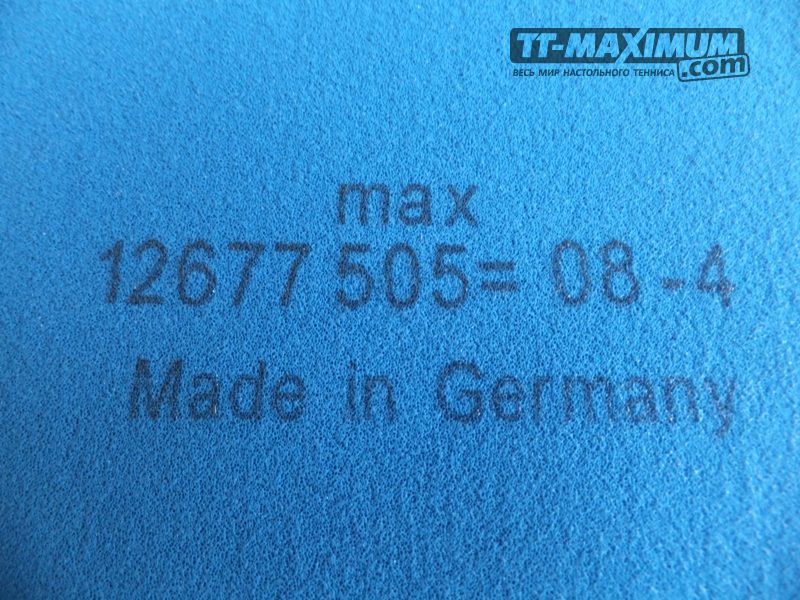 TT-MAXIMUM
.com
ВЕСЬ МИР НАСТОЛЬНОГО ТЕННИСА
max
12677 505= 08-4
Made in Germany